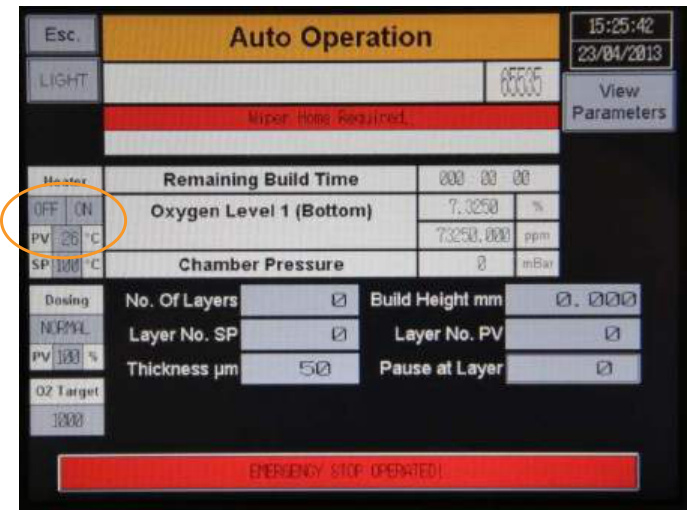 Esc.
Auto Operation
15:25:42
23/04/2013
LIGHT
65535
View
Parameters
Wiper Home Required.
Heater
Remaining Build Time
000 : 00 : 00
OFF ON
Oxygen Level 1 (Bottom)
7.3250 %
PV 26 °C
73250.000 ppm
SP 100 °C
Chamber Pressure
0 mBar
Dosing
No. Of Layers 0
Build Height mm 0.000
NORMAL
Layer No. SP 0
Layer No. PV 0
PV 100 %
Thickness µm 50
Pause at Layer 0
O2 Target
1000
EMERGENCY STOP OPERATED!